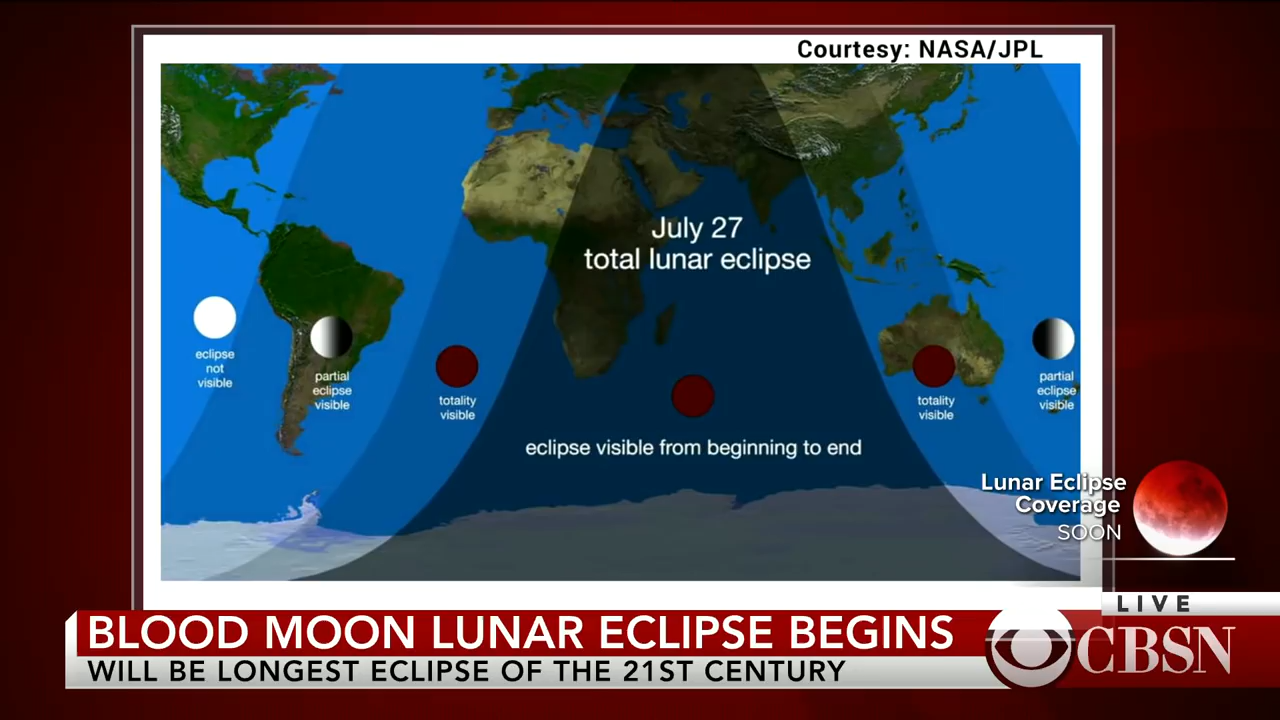 Courtesy: NASA/JPL
July 27
total lunar eclipse
eclipse
not
visible
partial
eclipse
visible
totality
visible
eclipse visible from beginning to end
totality
visible
partial
eclipse
visible
Lunar Eclipse
Coverage
SOON
LIVE
BLOOD MOON LUNAR ECLIPSE BEGINS
WILL BE LONGEST ECLIPSE OF THE 21ST CENTURY
CBSN